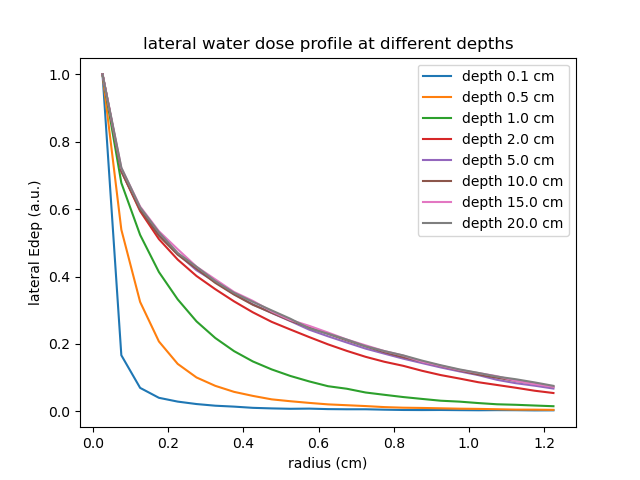 lateral water dose profile at different depths
1.0
0.8
0.6
0.4
0.2
0.0
lateral Edep (a.u.)
depth 0.1 cm
depth 0.5 cm
depth 1.0 cm
depth 2.0 cm
depth 5.0 cm
depth 10.0 cm
depth 15.0 cm
depth 20.0 cm
0.0 0.2 0.4 0.6 0.8 1.0 1.2
radius (cm)